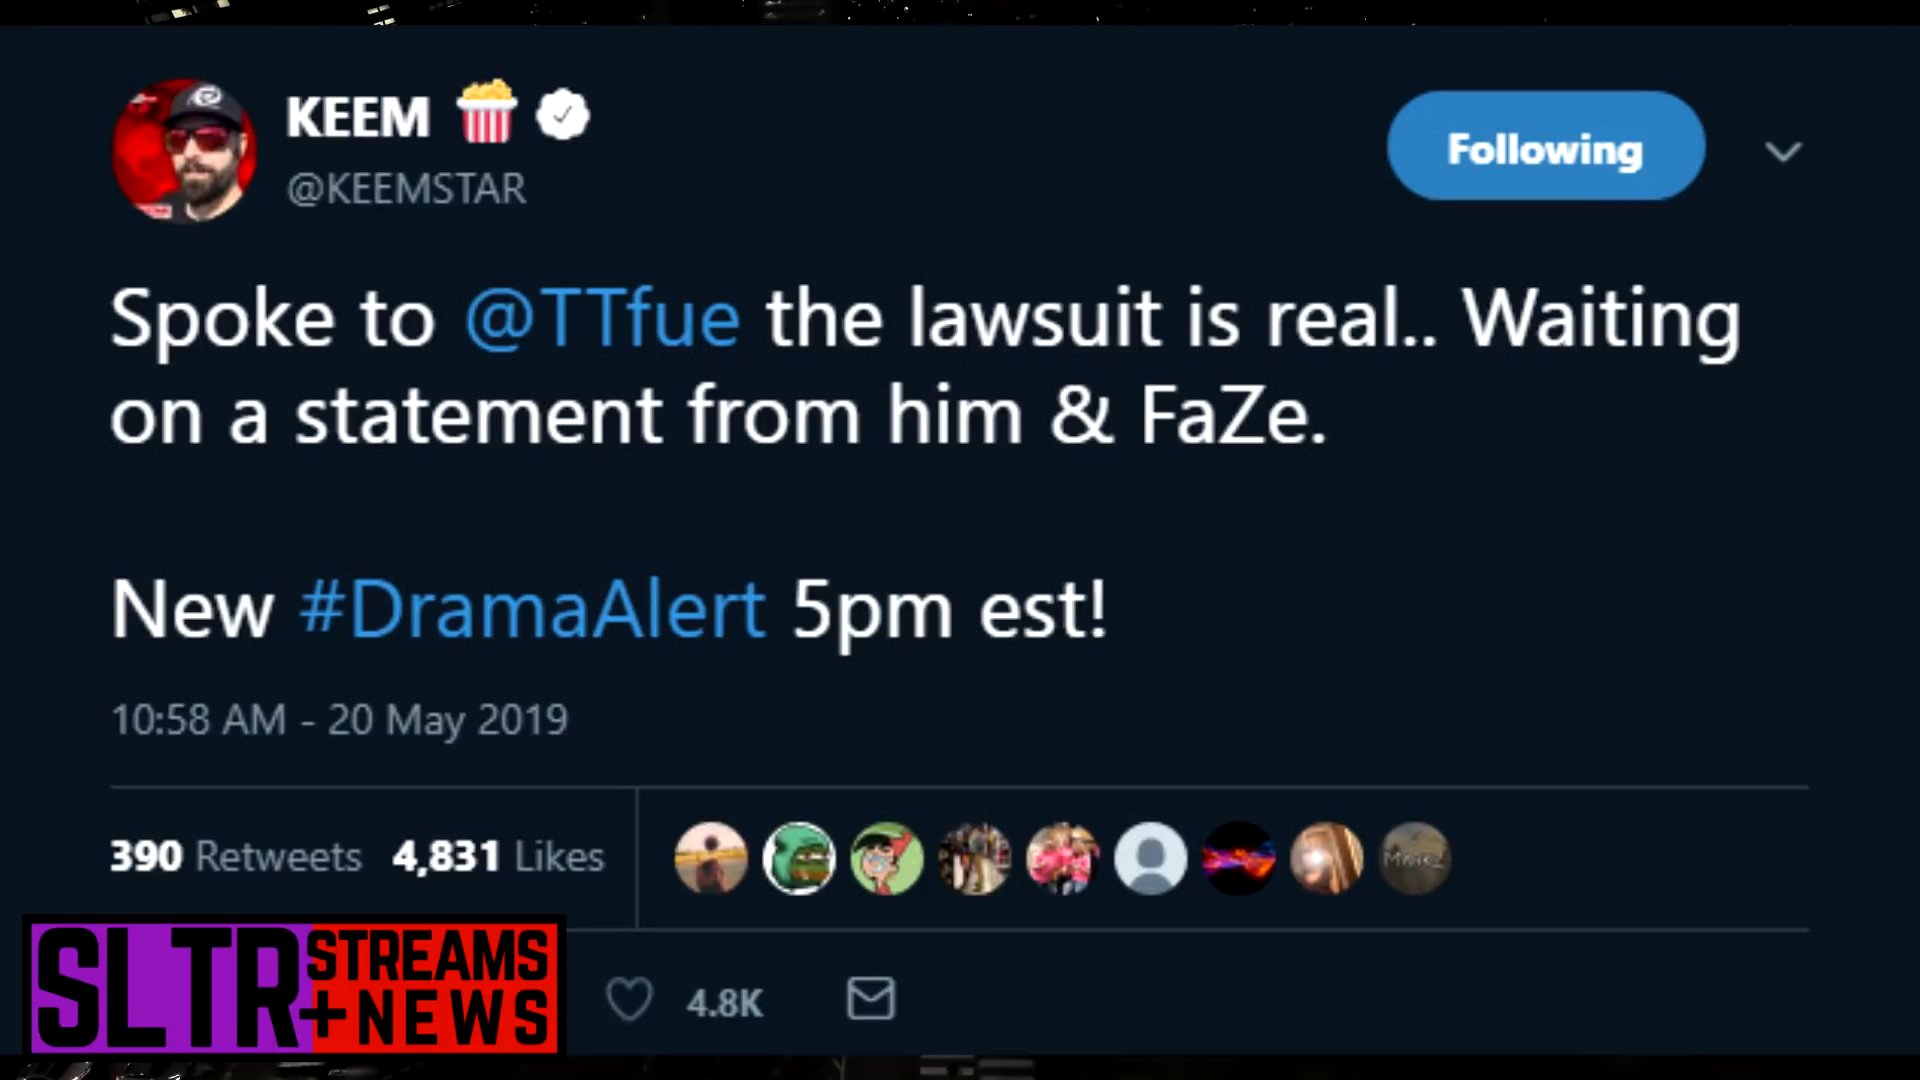 KEEM
@KEEMSTAR
Following
Spoke to @TTfue the lawsuit is real.. Waiting
on a statement from him & FaZe.
New #DramaAlert 5pm est!
10:58 AM - 20 May 2019
390 Retweets 4,831 Likes
4.8K
SLTR STREAMS
+NEWS